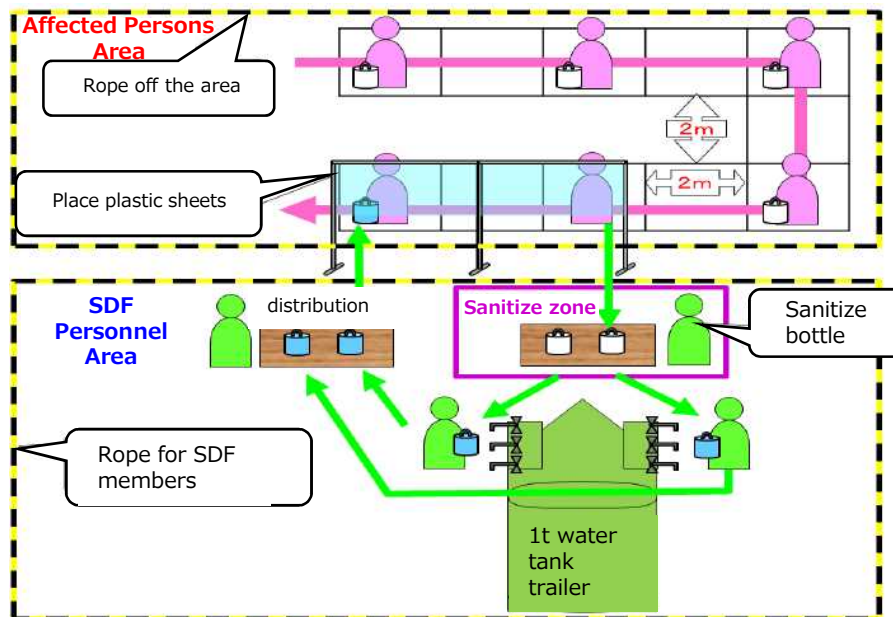 Affected Persons
Area
Rope off the area
2m
2m
Place plastic sheets
SDF
Personnel
Area
distribution
Sanitize zone
Sanitize
bottle
Rope for SDF
members
1t water
tank
trailer